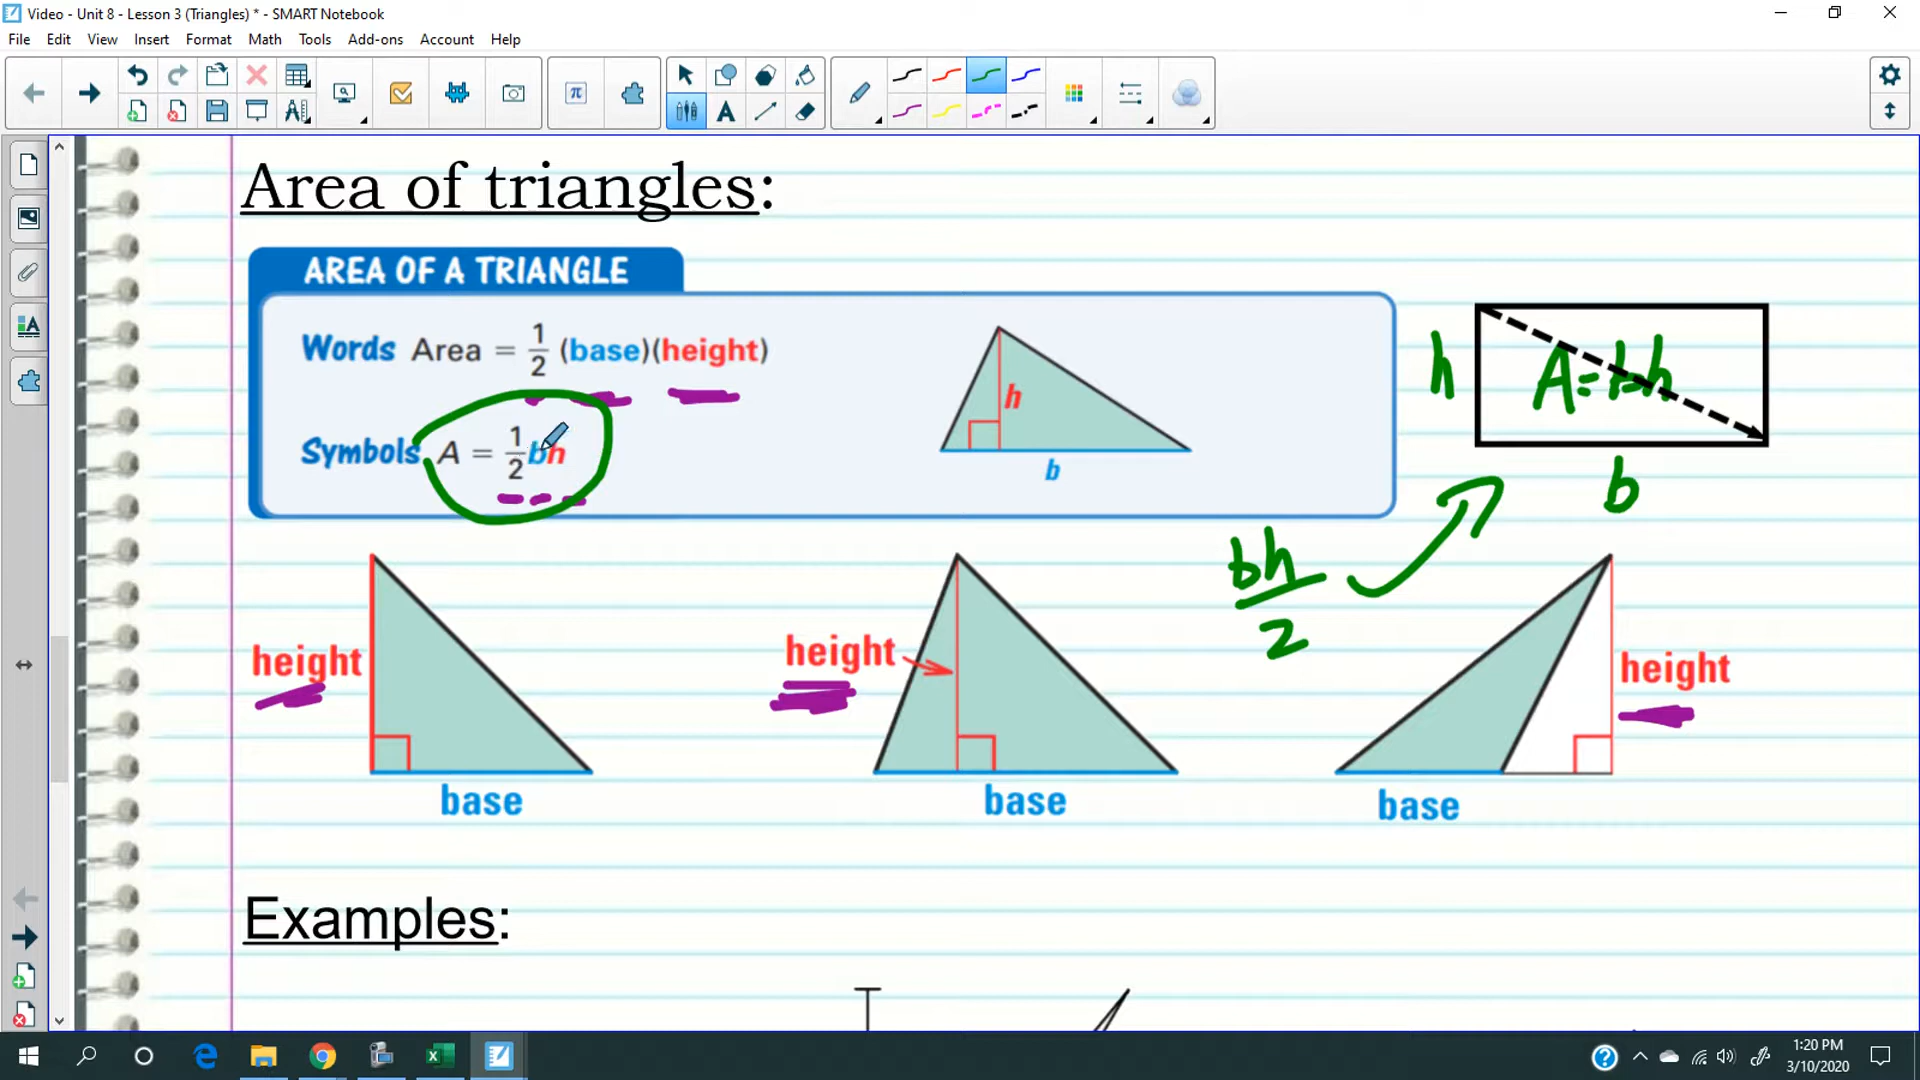 Video - Unit 8 - Lesson 3 (Triangles) * - SMART Notebook
File Edit View Insert Format Math Tools Add-ons Account Help
Area of triangles:
AREA OF A TRIANGLE
Words Area = 1/2 (base)(height)
Symbols A = 1/2 bh
h
b
h
A = bh
b
bh/2
height
base
height
base
height
base
Examples:
1:20 PM
3/10/2020